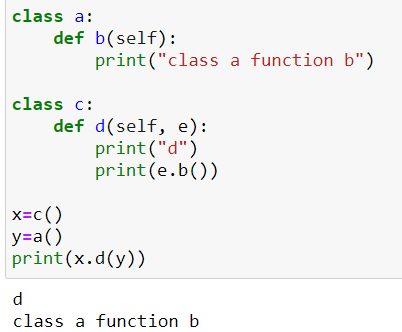 class a:
    def b(self):
        print("class a function b")

class c:
    def d(self, e):
        print("d")
        print(e.b())

x=c()
y=a()
print(x.d(y))

d
class a function b